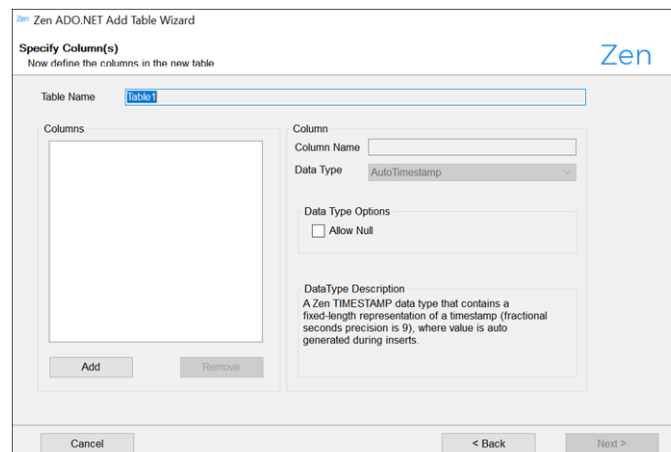 Zen Zen ADO.NET Add Table Wizard
Specify Column(s)
Now define the columns in the new table
Zen
Table Name Table1
Columns
Add Remove
Column
Column Name
Data Type AutoTimestamp
Data Type Options
Allow Null
DataType Description
A Zen TIMESTAMP data type that contains a
fixed-length representation of a timestamp (fractional
seconds precision is 9), where value is auto
generated during inserts.
Cancel < Back Next >